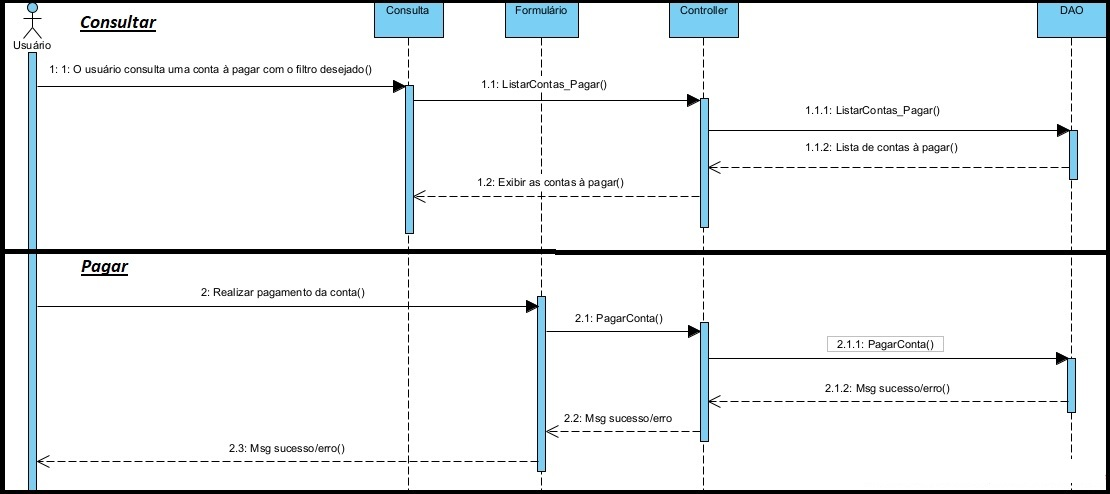 Consultar
Usuário
Consulta
Formulário
Controller
DAO
1: 1: O usuário consulta uma conta à pagar com o filtro desejado()
1.1: ListarContas_Pagar()
1.1.1: ListarContas_Pagar()
1.1.2: Lista de contas à pagar()
1.2: Exibir as contas à pagar()
Pagar
2: Realizar pagamento da conta()
2.1: PagarConta()
2.1.1: PagarConta()
2.1.2: Msg sucesso/erro()
2.2: Msg sucesso/erro
2.3: Msg sucesso/erro()